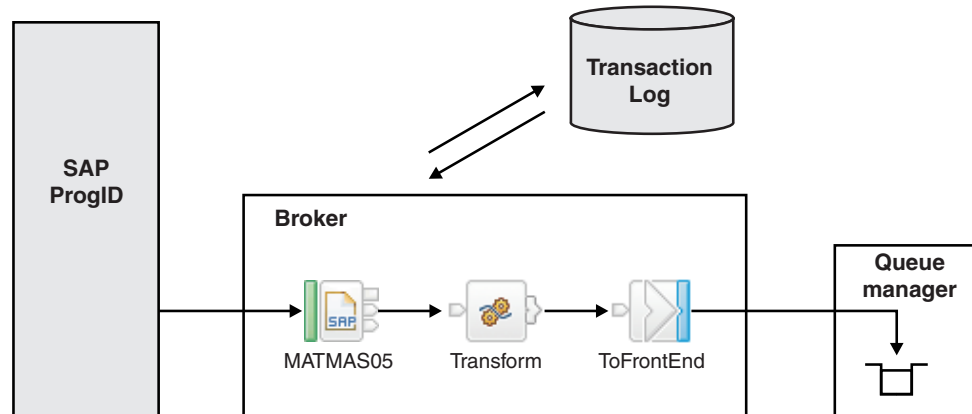 Transaction
Log
SAP
ProgID
Broker
Queue
manager
SAP
MATMAS05
Transform
ToFrontEnd